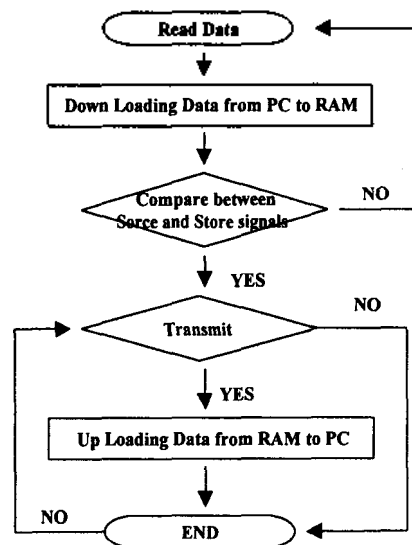 Read Data
Down Loading Data from PC to RAM
Compare between
Sorce and Store signals
NO
YES
NO
Transmit
YES
Up Loading Data from RAM to PC
NO
END